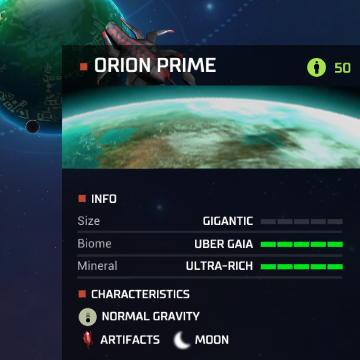 ORION PRIME 50
INFO
Size GIGANTIC
Biome UBER GAIA
Mineral ULTRA-RICH
CHARACTERISTICS
NORMAL GRAVITY
ARTIFACTS MOON